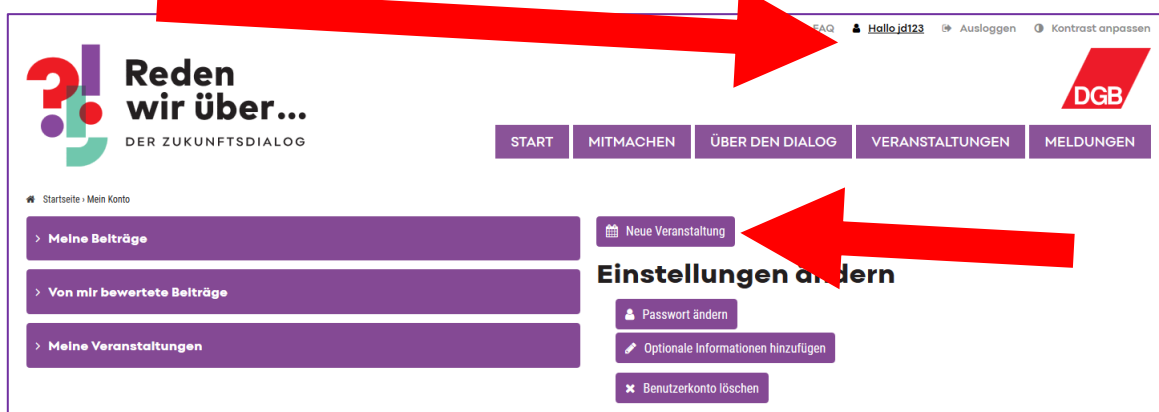 FAQ Hallo jd123 Ausloggen Kontrast anpassen
Reden
wir über...
DER ZUKUNFTSDIALOG
DGB
START MITMACHEN ÜBER DEN DIALOG VERANSTALTUNGEN MELDUNGEN
Startseite › Mein Konto
> Meine Beiträge
> Von mir bewertete Beiträge
> Meine Veranstaltungen
Neue Veranstaltung
Einstellungen ändern
Passwort ändern
Optionale Informationen hinzufügen
Benutzerkonto löschen